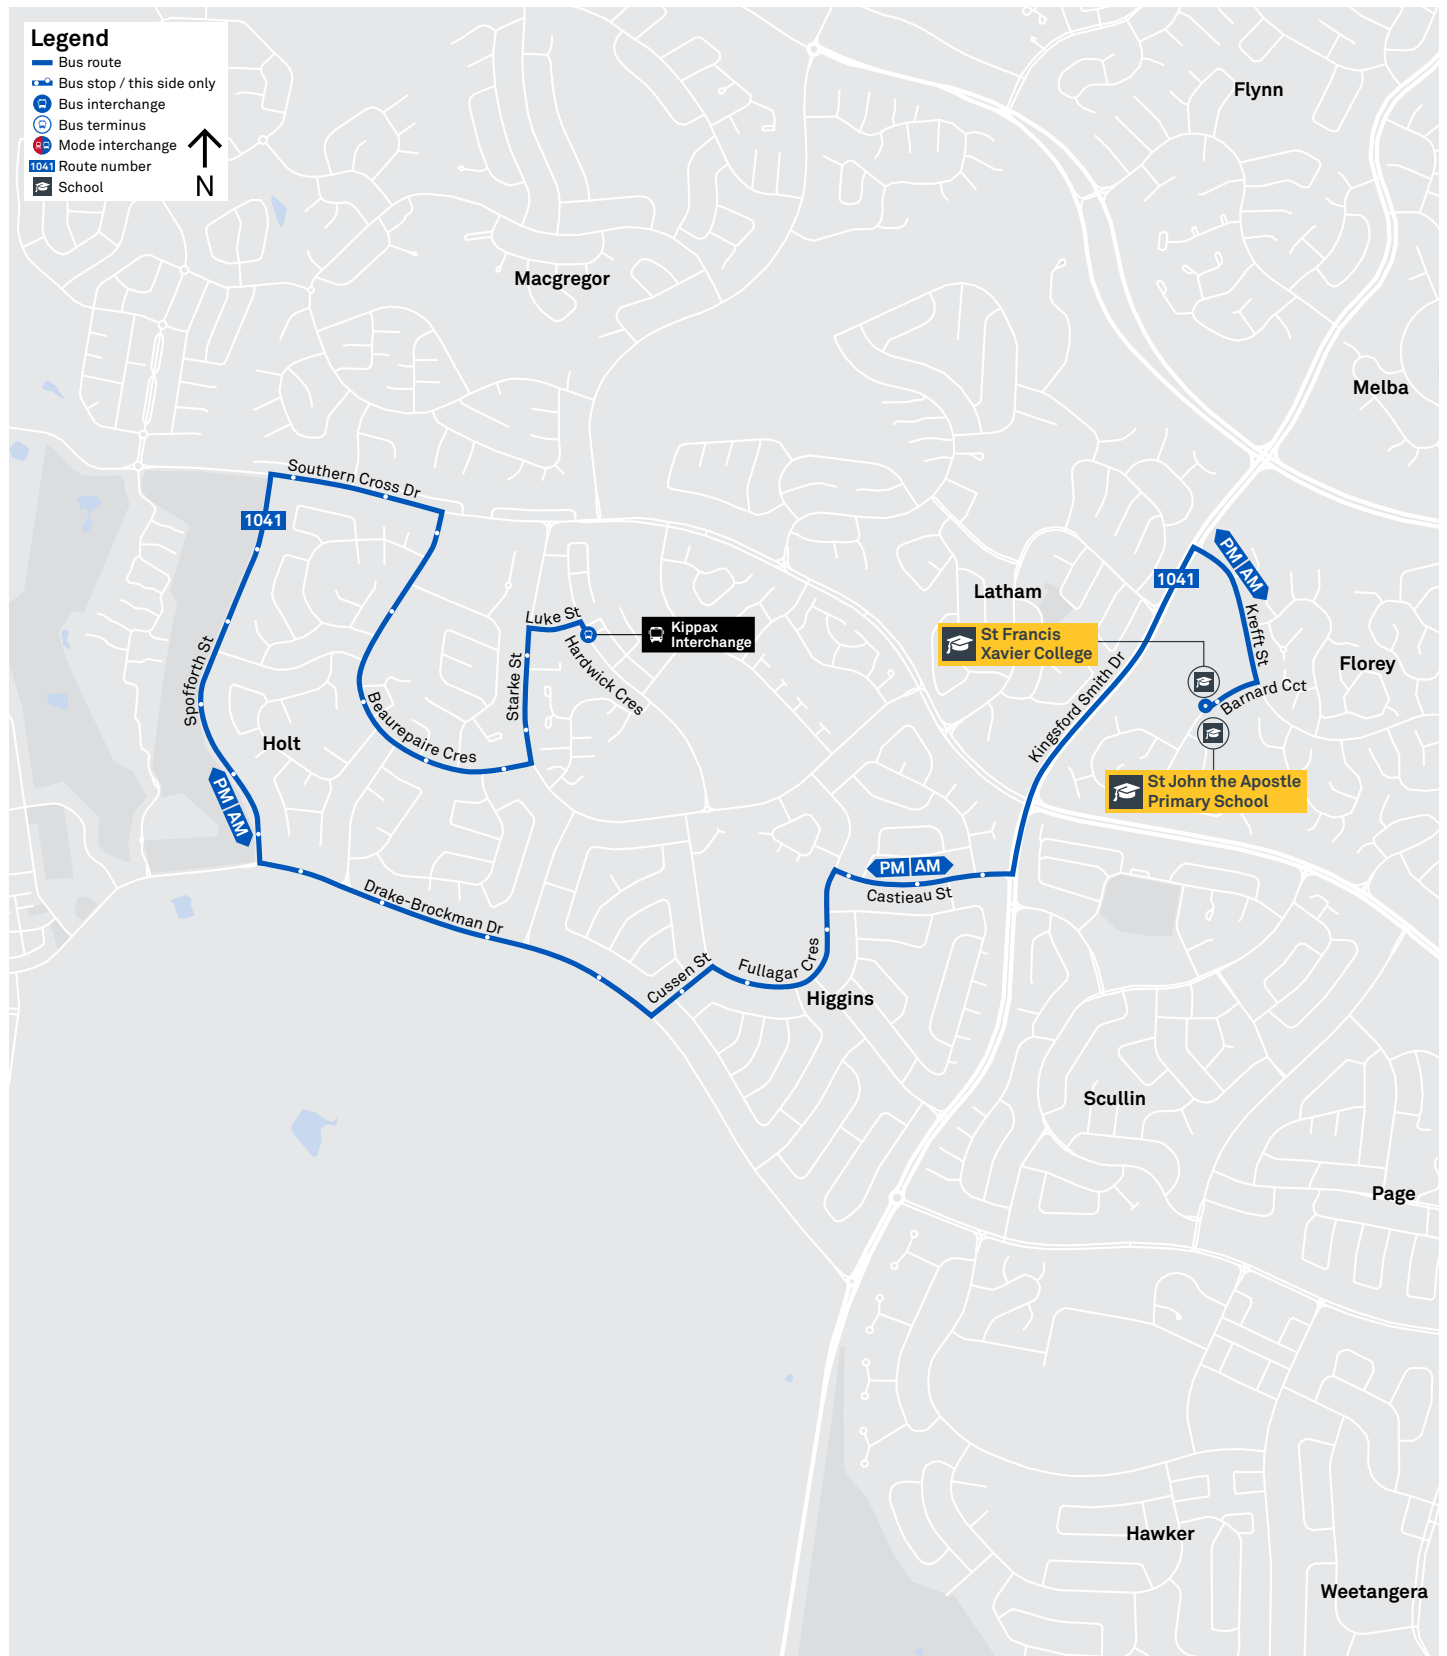 Legend
Bus route
Bus stop / this side only
Bus interchange
Bus terminus
Mode interchange
1041 Route number
School
N
Flynn
Macgregor
Melba
Southern Cross Dr
1041
PM AM
1041
Latham
Krefft St
Luke St
Kippax
Interchange
St Francis
Xavier College
Florey
Hardwick Cres
Starke St
Spofforth St
Barnard Cct
Kingsford Smith Dr
Beaurepaire Cres
Holt
St John the Apostle
Primary School
PM AM
PM AM
Castieau St
Drake-Brockman Dr
Cussen St
Fullagar Cres
Higgins
Scullin
Page
Hawker
Weetangera